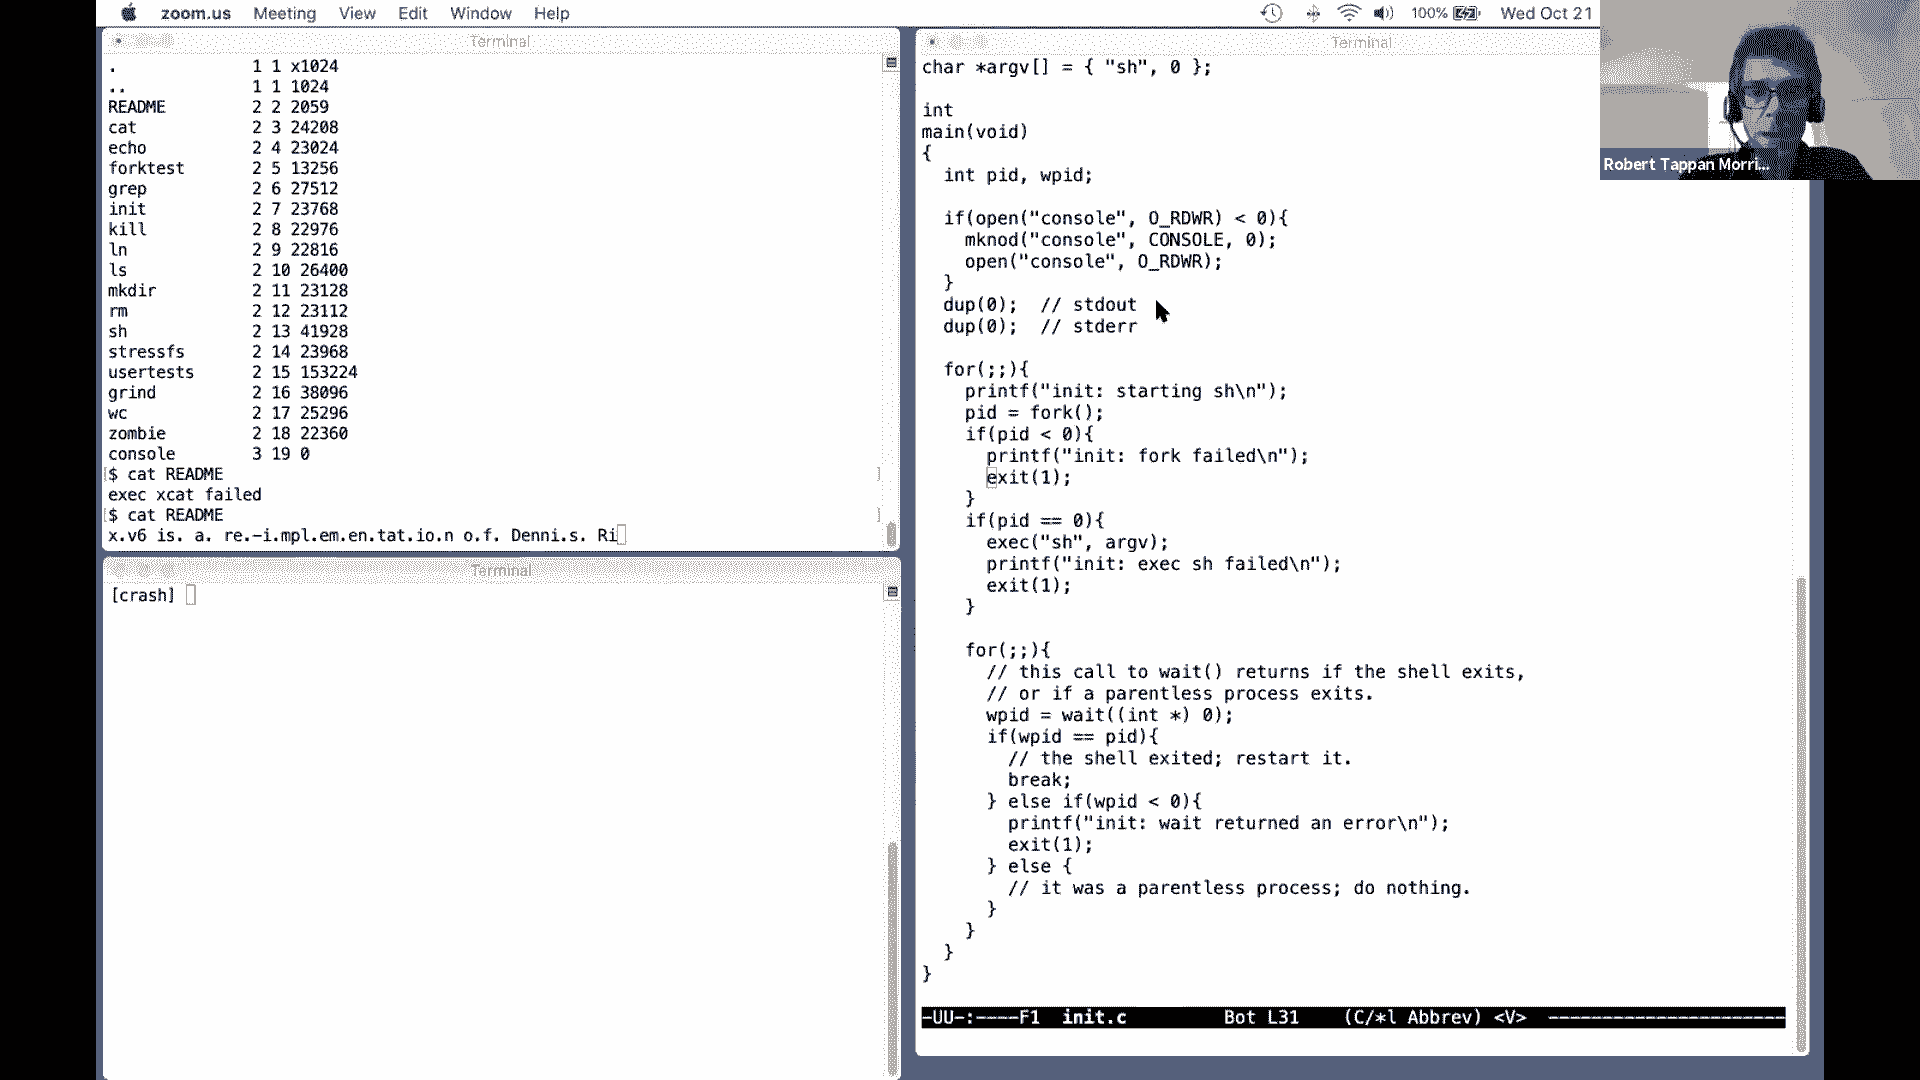 zoom.us Meeting View Edit Window Help 100% Wed Oct 21
Terminal
. 1 1 x1024
.. 1 1 1024
README 2 2 2059
cat 2 3 24208
echo 2 4 23024
forktest 2 5 13256
grep 2 6 27512
init 2 7 23768
kill 2 8 22976
ln 2 9 22816
ls 2 10 26400
mkdir 2 11 23128
rm 2 12 23112
sh 2 13 41928
stressfs 2 14 23968
usertests 2 15 153224
grind 2 16 38096
wc 2 17 25296
zombie 2 18 22360
console 3 19 0
[$ cat README ]
exec xcat failed
[$ cat README ]
x.v6 is. a. re.-i.mpl.em.en.tat.io.n o.f. Denni.s. Ri
Terminal
[crash]
Terminal
char *argv[] = { "sh", 0 };
int
main(void)
{
  int pid, wpid;
  if(open("console", O_RDWR) < 0){
    mknod("console", CONSOLE, 0);
    open("console", O_RDWR);
  }
  dup(0);  // stdout
  dup(0);  // stderr
  for(;;){
    printf("init: starting sh\n");
    pid = fork();
    if(pid < 0){
      printf("init: fork failed\n");
      exit(1);
    }
    if(pid == 0){
      exec("sh", argv);
      printf("init: exec sh failed\n");
      exit(1);
    }
    for(;;){
      // this call to wait() returns if the shell exits,
      // or if a parentless process exits.
      wpid = wait((int *) 0);
      if(wpid == pid){
        // the shell exited; restart it.
        break;
      } else if(wpid < 0){
        printf("init: wait returned an error\n");
        exit(1);
      } else {
        // it was a parentless process; do nothing.
      }
    }
  }
}
-UU-:----F1  init.c         Bot L31    (C/*l Abbrev) <V> ----------------------
Robert Tappan Morri...